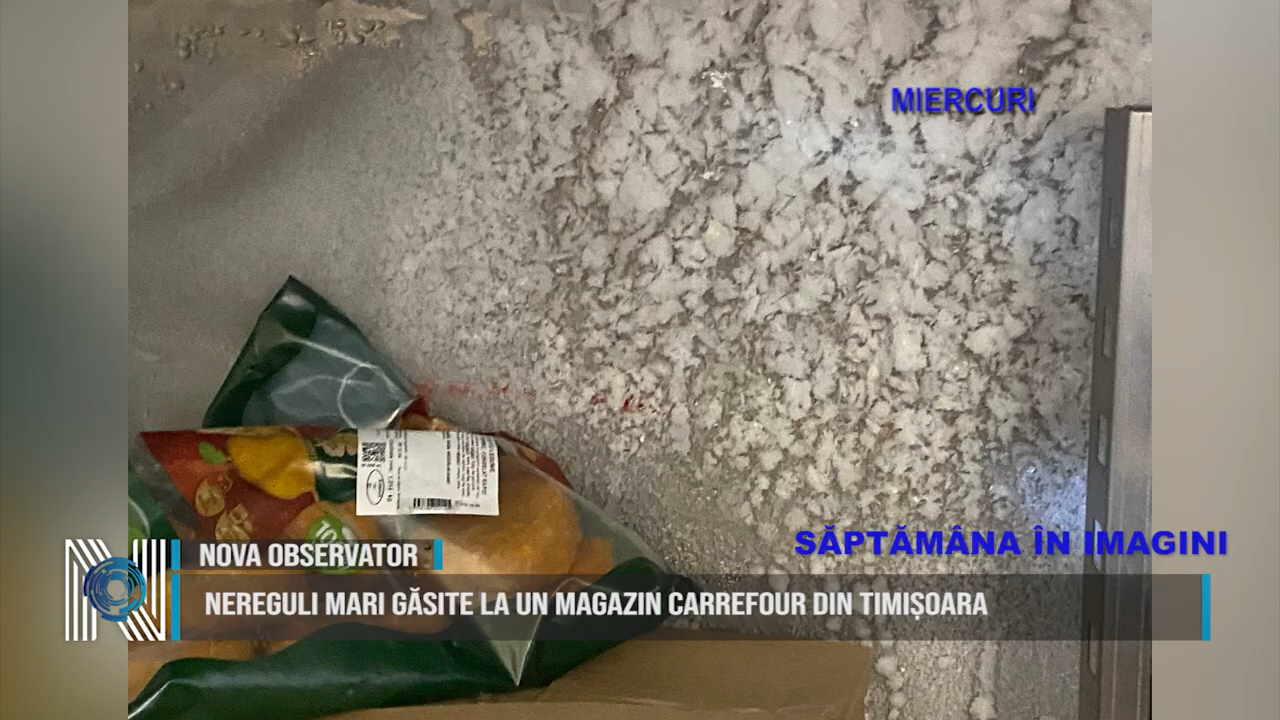 MIERCURI
SĂPTĂMÂNA ÎN IMAGINI
NOVA OBSERVATOR
NEREGULI MARI GĂSITE LA UN MAGAZIN CARREFOUR DIN TIMIȘOARA